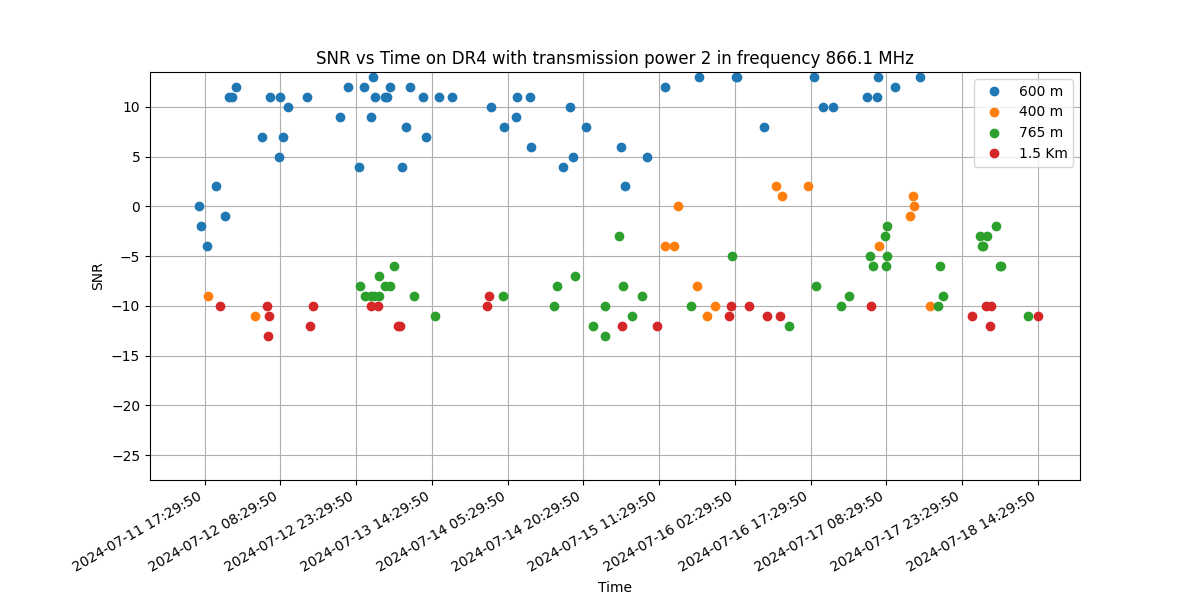 SNR vs Time on DR4 with transmission power 2 in frequency 866.1 MHz
600 m
400 m
765 m
1.5 Km
SNR
10
5
0
−5
−10
−15
−20
−25
2024-07-11 17:29:50
2024-07-12 08:29:50
2024-07-12 23:29:50
2024-07-13 14:29:50
2024-07-14 05:29:50
2024-07-14 20:29:50
2024-07-15 11:29:50
2024-07-16 02:29:50
2024-07-16 17:29:50
2024-07-17 08:29:50
2024-07-17 23:29:50
2024-07-18 14:29:50
Time